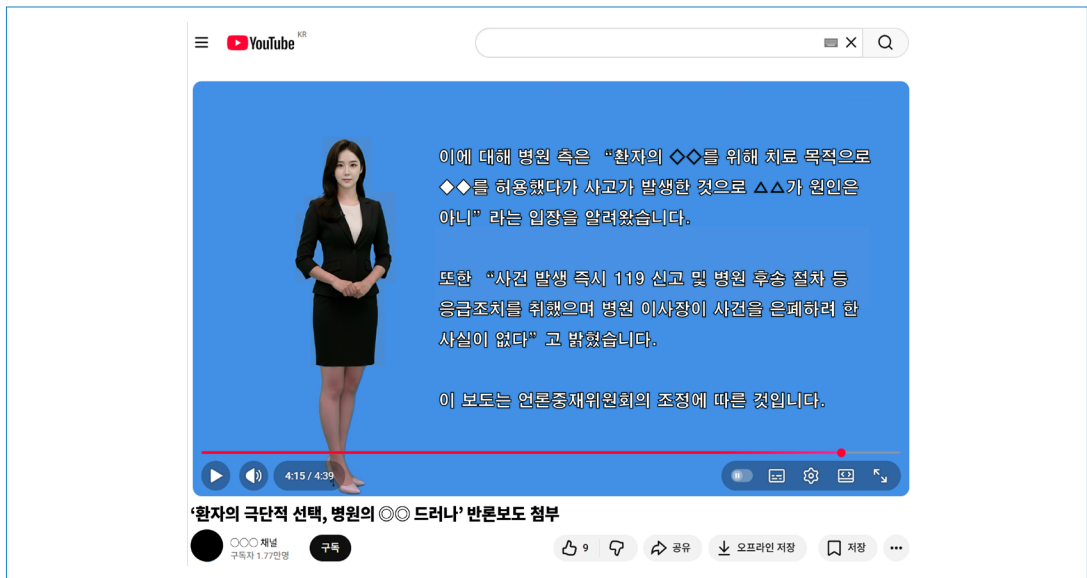 YouTube KR
이에 대해 병원 측은 “환자의 ◇◇를 위해 치료 목적으로
◆◆를 허용했다가 사고가 발생한 것으로 △△가 원인은
아니” 라는 입장을 알려왔습니다.
또한 “사건 발생 즉시 119 신고 및 병원 후송 절차 등
응급조치를 취했으며 병원 이사장이 사건을 은폐하려 한
사실이 없다” 고 밝혔습니다.
이 보도는 언론중재위원회의 조정에 따른 것입니다.
4:15 / 4:39
‘환자의 극단적 선택, 병원의 ◎◎ 드러나’ 반론보도 첨부
○○○ 채널
구독자 1.77만명
구독
9
공유
오프라인 저장
저장